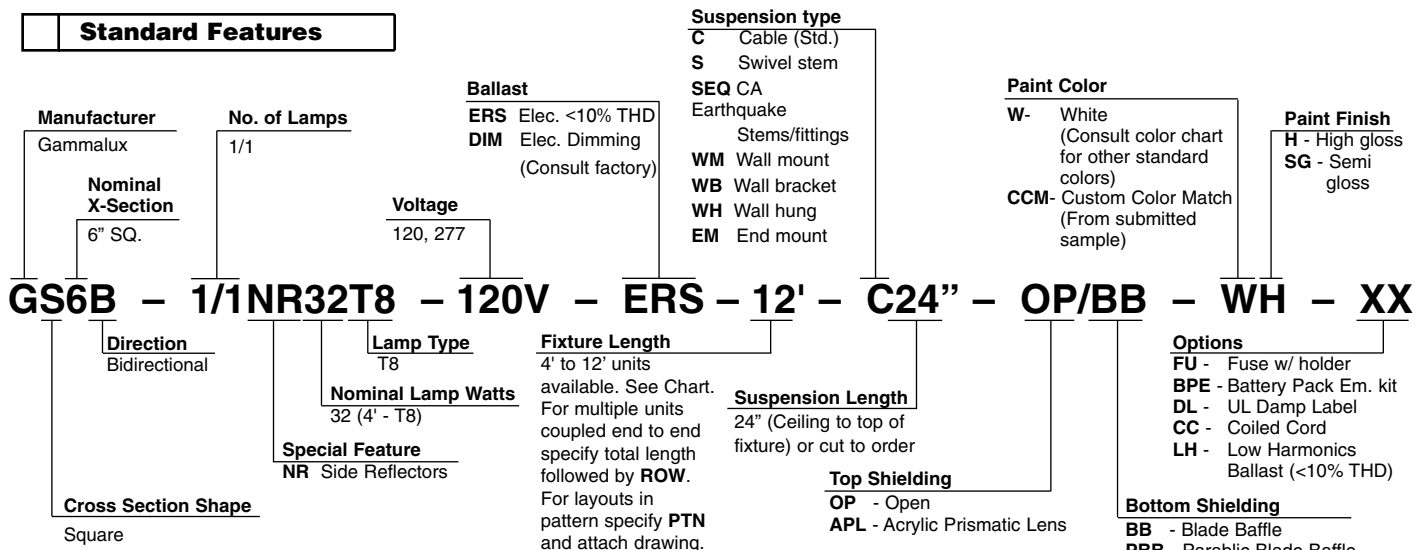 Standard Features
Manufacturer
Gammalux
Nominal
X-Section
6” SQ.
No. of Lamps
1/1
Voltage
120, 277
Ballast
ERS Elec. <10% THD
DIM Elec. Dimming
(Consult factory)
Suspension type
C Cable (Std.)
S Swivel stem
SEQ CA
Earthquake
Stems/fittings
WM Wall mount
WB Wall bracket
WH Wall hung
EM End mount
Paint Color
W- White
(Consult color chart
for other standard
colors)
CCM- Custom Color Match
(From submitted
sample)
Paint Finish
H - High gloss
SG - Semi
gloss
GS6B – 1/1NR32T8 – 120V – ERS – 12' – C24” – OP/BB – WH – XX
Direction
Bidirectional
Cross Section Shape
Square
Special Feature
NR Side Reflectors
Nominal Lamp Watts
32 (4' - T8)
Lamp Type
T8
Fixture Length
4' to 12’ units
available. See Chart.
For multiple units
coupled end to end
specify total length
followed by ROW.
For layouts in
pattern specify PTN
and attach drawing.
Suspension Length
24” (Ceiling to top of
fixture) or cut to order
Top Shielding
OP - Open
APL - Acrylic Prismatic Lens
Bottom Shielding
BB - Blade Baffle
PBB - Parablic Blade Baffle
Options
FU - Fuse w/ holder
BPE - Battery Pack Em. kit
DL - UL Damp Label
CC - Coiled Cord
LH - Low Harmonics
Ballast (<10% THD)